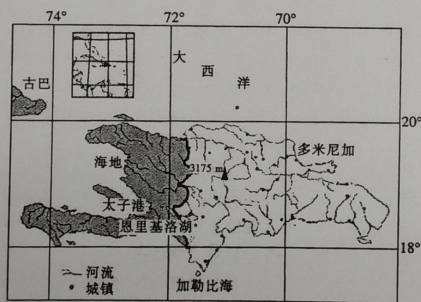 74° 72° 70°
大
西
洋
古巴
20°
海地
多米尼加
3175 m
太子港
恩里基洛湖
18°
加勒比海
河流
城镇